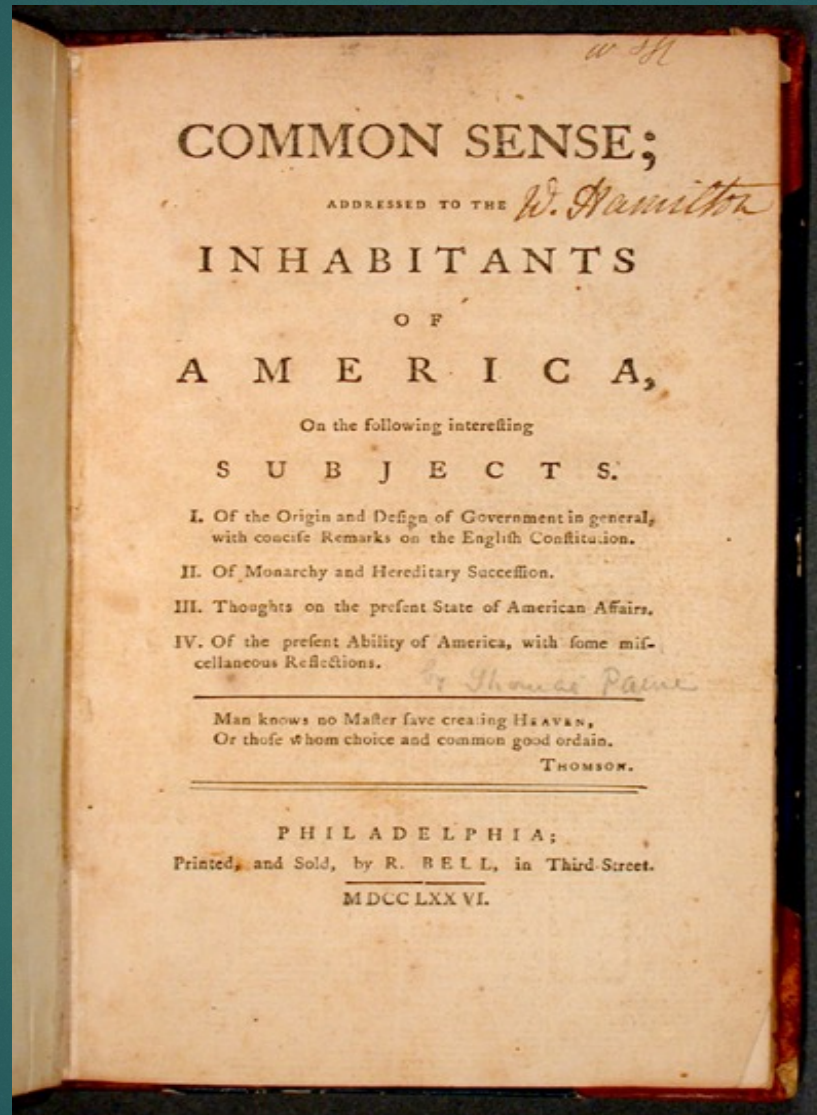 COMMON SENSE;
ADDRESSED TO THE W. Hamilton
INHABITANTS
OF
AMERICA,
On the following intereſting
SUBJECTS.
I. Of the Origin and Deſign of Government in general,
with conciſe Remarks on the Engliſh Conſtitution.
II. Of Monarchy and Hereditary Succeſſion.
III. Thoughts on the preſent State of American Affairs.
IV. Of the preſent Ability of America, with ſome miſ-
cellaneous Reflections.
by Thomas Paine
Man knows no Maſter ſave creating HEAVEN,
Or thoſe whom choice and common good ordain.
THOMSON.
PHILADELPHIA;
Printed, and Sold, by R. BELL, in Third-Street.
MDCCLXXVI.